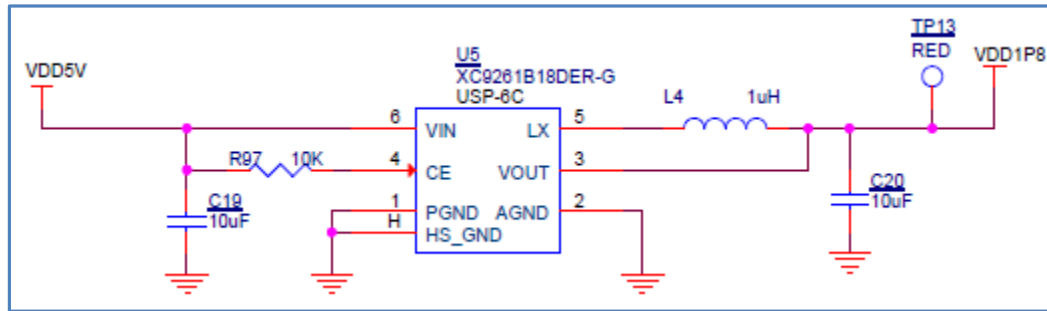 TP13
RED
VDD1P8
VDD5V
U5
XC9261B18DER-G
USP-6C
L4 1uH
6 VIN LX 5
R97 10K 4 CE VOUT 3
C19
10uF
1 PGND AGND 2
H HS_GND
C20
10uF